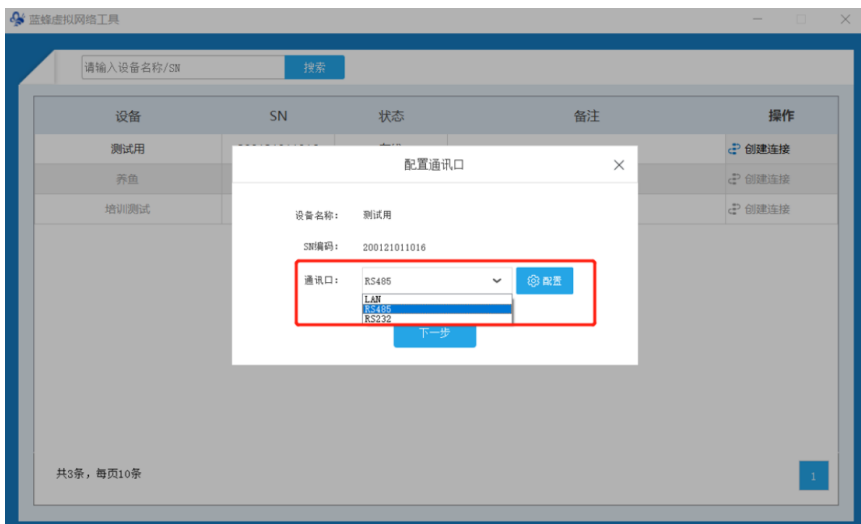 蓝蜂虚拟网络工具
请输入设备名称/SN 搜索
设备 SN 状态 备注 操作
测试用 创建连接
养鱼 创建连接
培训测试 创建连接
配置通讯口
设备名称: 测试用
SN编码: 200121011016
通讯口: RS485 配置
LAN
RS485
RS232
下一步
共3条，每页10条 1